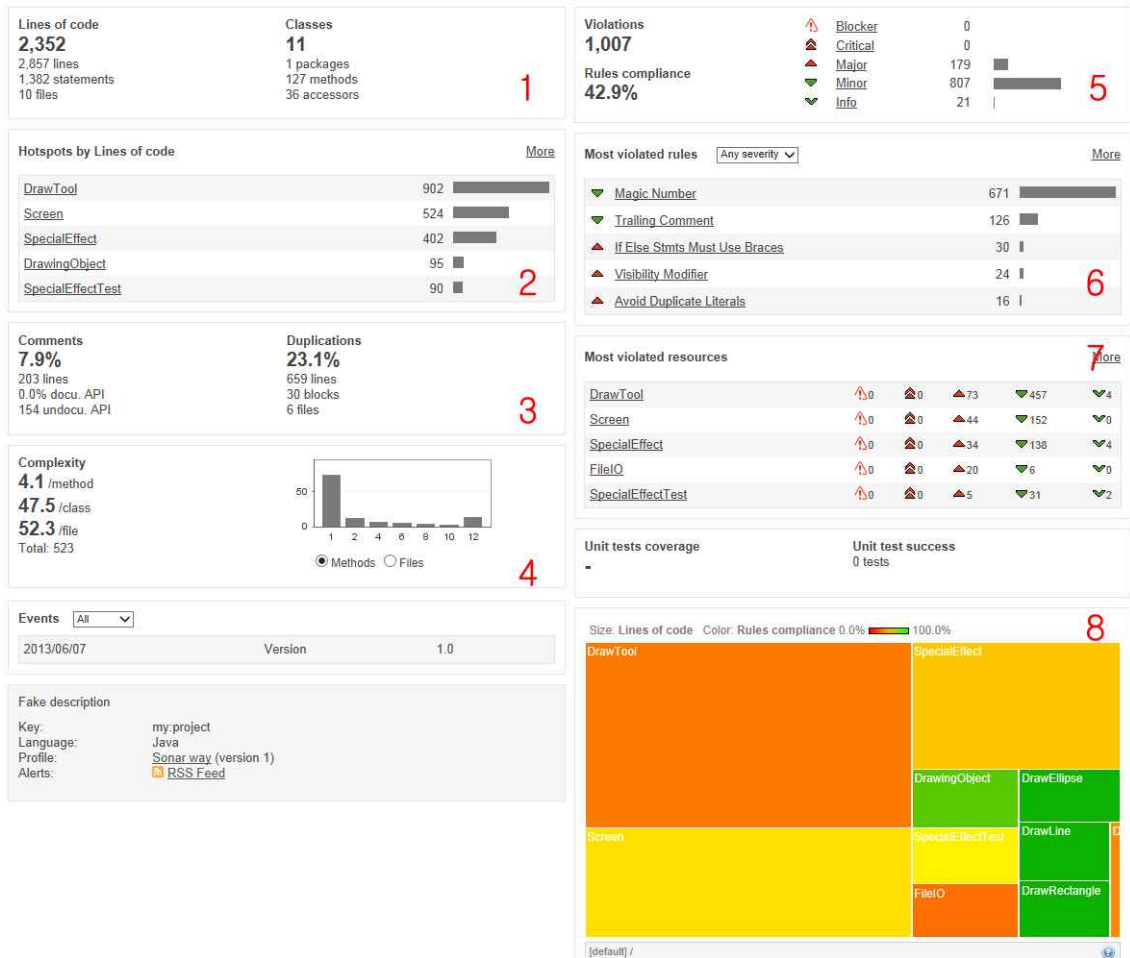 Lines of code
2,352
2,857 lines
1,382 statements
10 files
Classes
11
1 packages
127 methods
36 accessors
1
Hotspots by Lines of code More
DrawTool 902
Screen 524
SpecialEffect 402
DrawingObject 95
SpecialEffectTest 90
2
Comments
7.9%
203 lines
0.0% docu. API
154 undocu. API
Duplications
23.1%
659 lines
30 blocks
6 files
3
Complexity
4.1 /method
47.5 /class
52.3 /file
Total: 523
50
0
1 2 4 6 8 10 12
Methods Files
4
Events All
2013/06/07 Version 1.0
Fake description
Key: my:project
Language: Java
Profile: Sonar way (version 1)
Alerts: RSS Feed
Violations
1,007
Rules compliance
42.9%
Blocker 0
Critical 0
Major 179
Minor 807
Info 21
5
Most violated rules Any severity More
Magic Number 671
Trailing Comment 126
If Else Stmts Must Use Braces 30
Visibility Modifier 24
Avoid Duplicate Literals 16
6
Most violated resources More
7
DrawTool 0 0 73 457 4
Screen 0 0 44 152 0
SpecialEffect 0 0 34 138 4
FileIO 0 0 20 6 0
SpecialEffectTest 0 0 5 31 2
Unit tests coverage
-
Unit test success
0 tests
8
Size: Lines of code Color: Rules compliance 0.0% 100.0%
DrawTool
SpecialEffect
DrawingObject
DrawEllipse
Screen
SpecialEffectTest
DrawLine
D
FileIO
DrawRectangle
[default] /